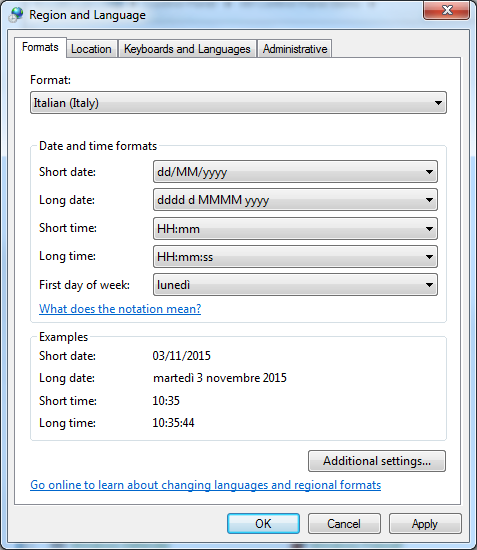 Region and Language
Formats Location Keyboards and Languages Administrative
Format:
Italian (Italy)
Date and time formats
Short date: dd/MM/yyyy
Long date: dddd d MMMM yyyy
Short time: HH:mm
Long time: HH:mm:ss
First day of week: lunedì
What does the notation mean?
Examples
Short date: 03/11/2015
Long date: martedì 3 novembre 2015
Short time: 10:35
Long time: 10:35:44
Additional settings...
Go online to learn about changing languages and regional formats
OK Cancel Apply